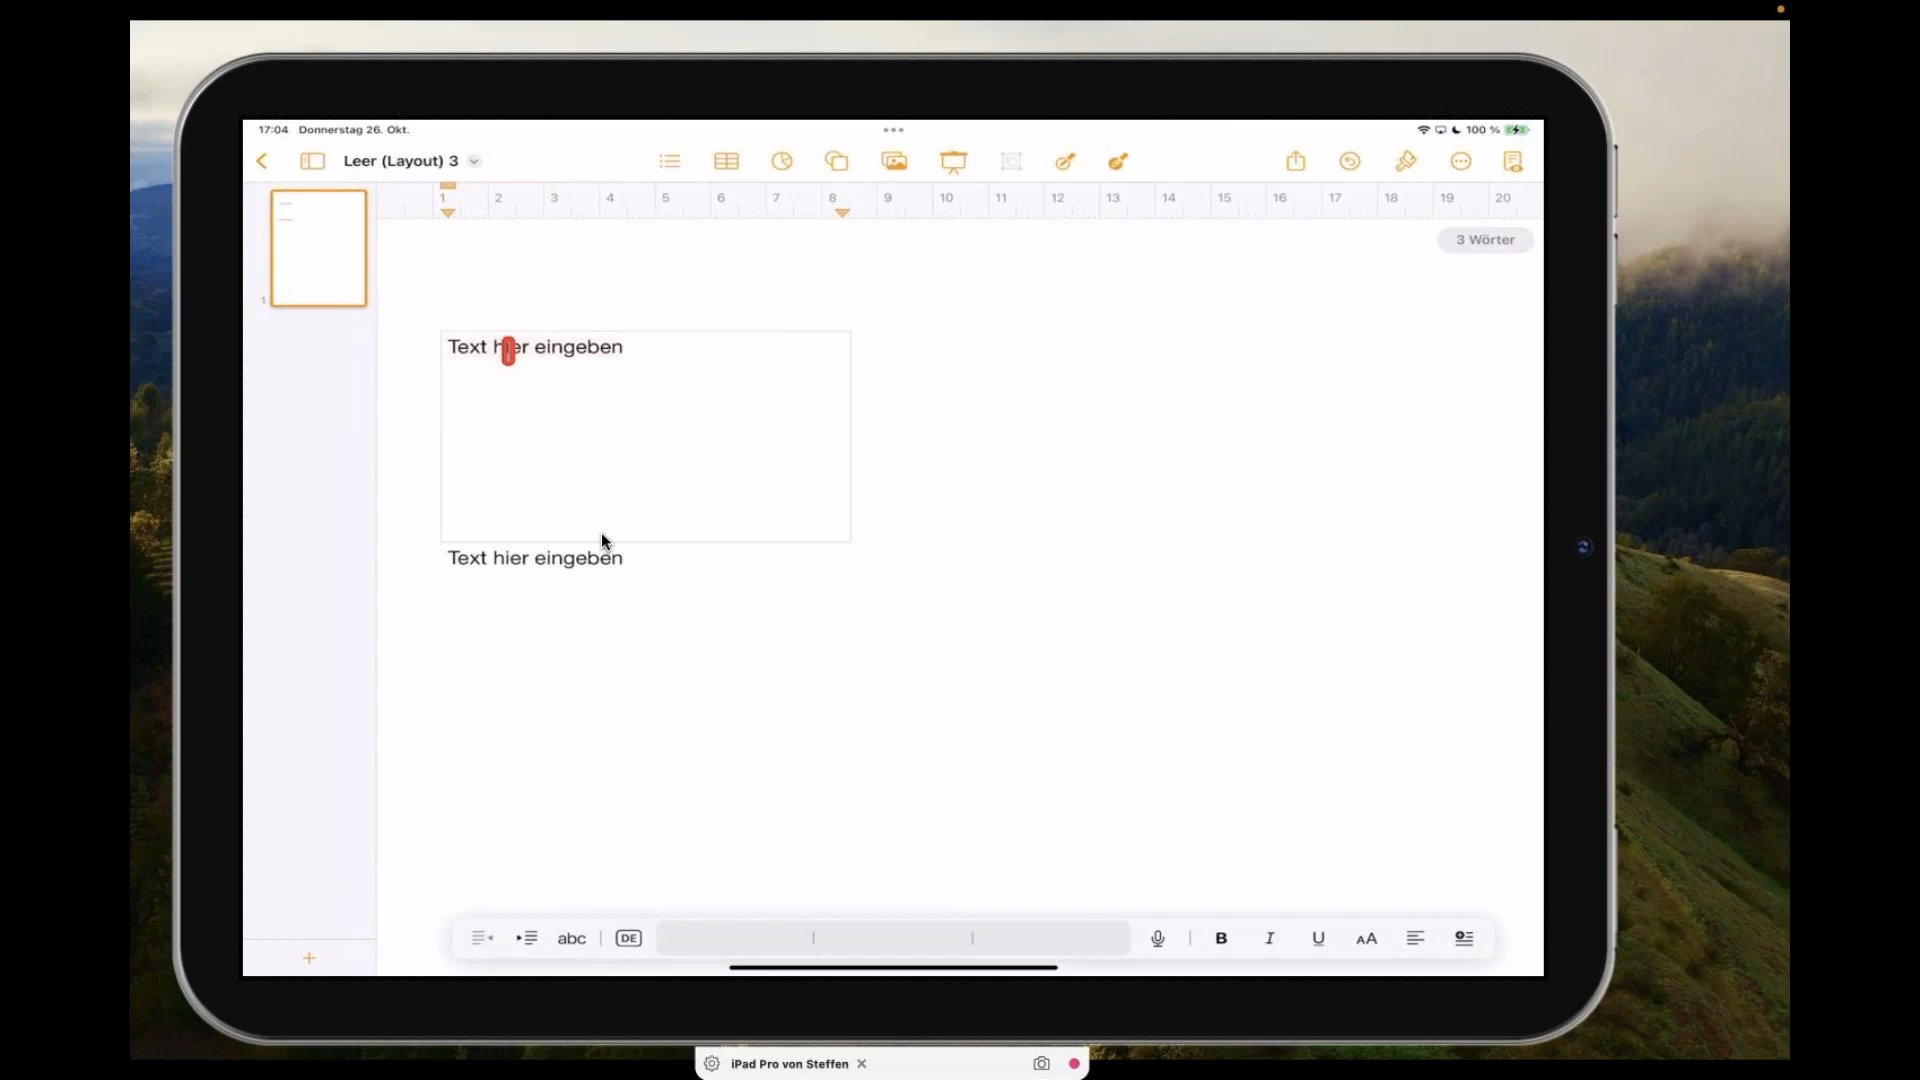 17:04 Donnerstag 26. Okt.
100 %
Leer (Layout) 3
1 2 3 4 5 6 7 8 9 10 11 12 13 14 15 16 17 18 19 20
3 Wörter
1
Text hier eingeben
Text hier eingeben
abc DE B I U AA
iPad Pro von Steffen